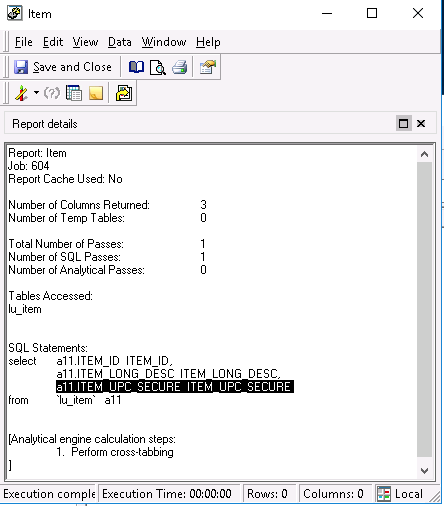 Item
File Edit View Data Window Help
Save and Close
Report details
Report: Item
Job: 604
Report Cache Used: No
Number of Columns Returned: 3
Number of Temp Tables: 0
Total Number of Passes: 1
Number of SQL Passes: 1
Number of Analytical Passes: 0
Tables Accessed:
lu_item
SQL Statements:
select a11.ITEM_ID ITEM_ID,
a11.ITEM_LONG_DESC ITEM_LONG_DESC,
a11.ITEM_UPC_SECURE ITEM_UPC_SECURE
from `lu_item` a11
[Analytical engine calculation steps:
1. Perform cross-tabbing
]
Execution comple Execution Time: 00:00:00 Rows: 0 Columns: 0 Local